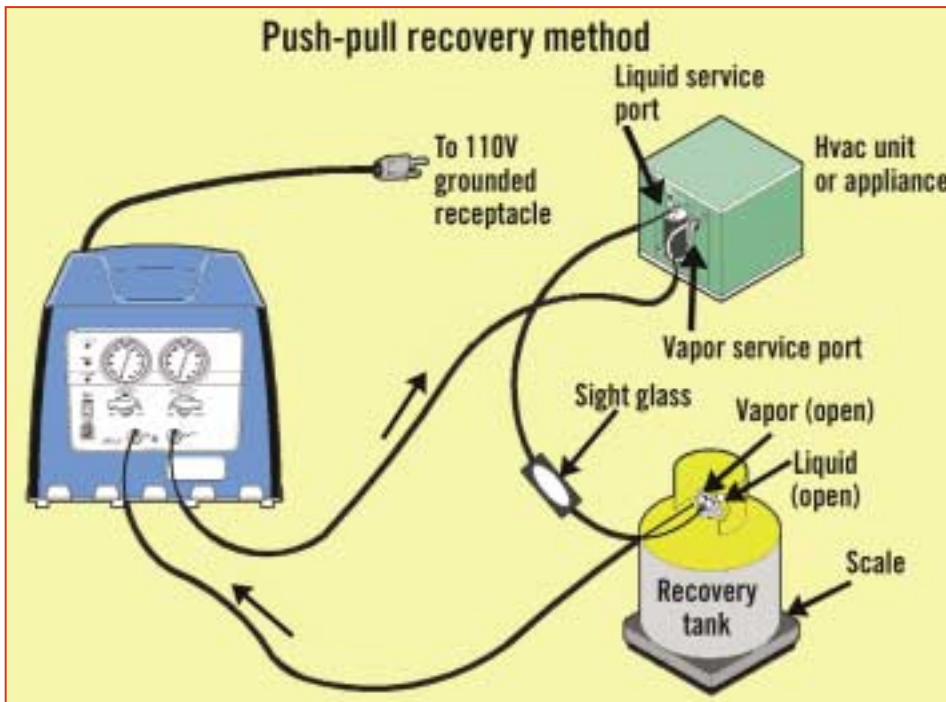 Push-pull recovery method
Liquid service
port
To 110V
grounded
receptacle
Hvac unit
or appliance
Vapor service port
Sight glass
Vapor (open)
Liquid
(open)
Scale
Recovery
tank